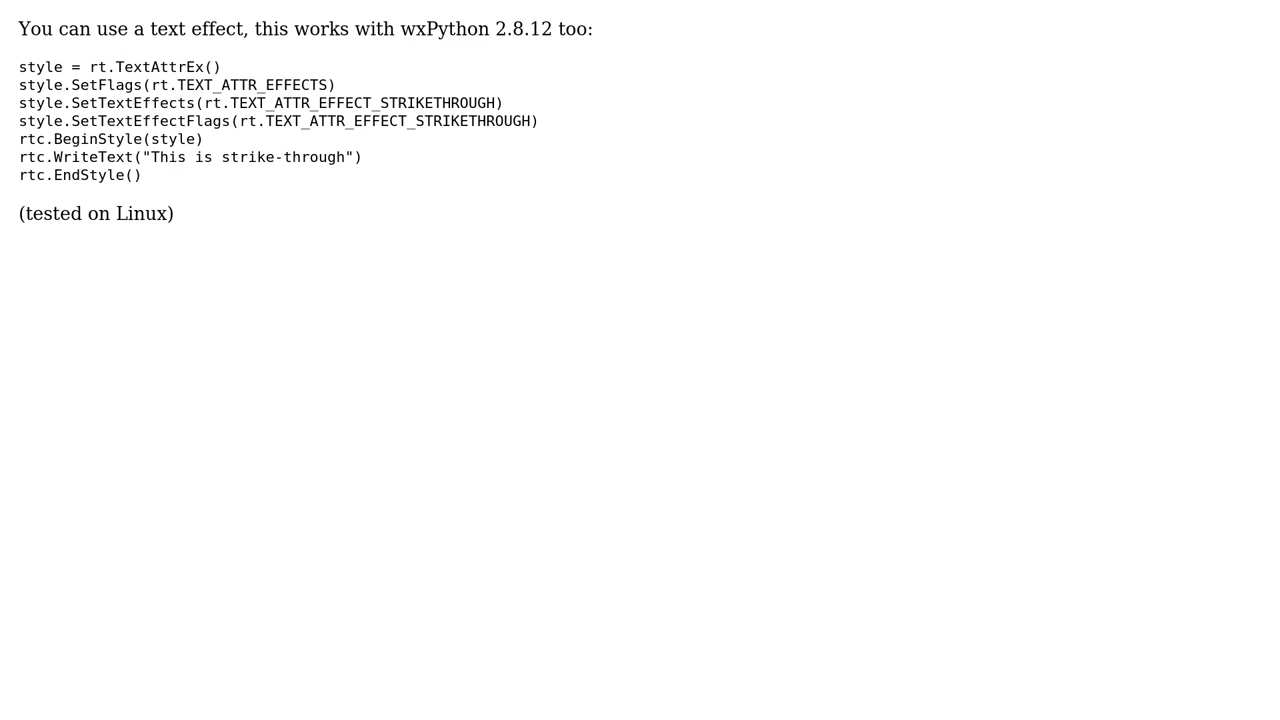 You can use a text effect, this works with wxPython 2.8.12 too:
style = rt.TextAttrEx()
style.SetFlags(rt.TEXT_ATTR_EFFECTS)
style.SetTextEffects(rt.TEXT_ATTR_EFFECT_STRIKETHROUGH)
style.SetTextEffectFlags(rt.TEXT_ATTR_EFFECT_STRIKETHROUGH)
rtc.BeginStyle(style)
rtc.WriteText("This is strike-through")
rtc.EndStyle()
(tested on Linux)